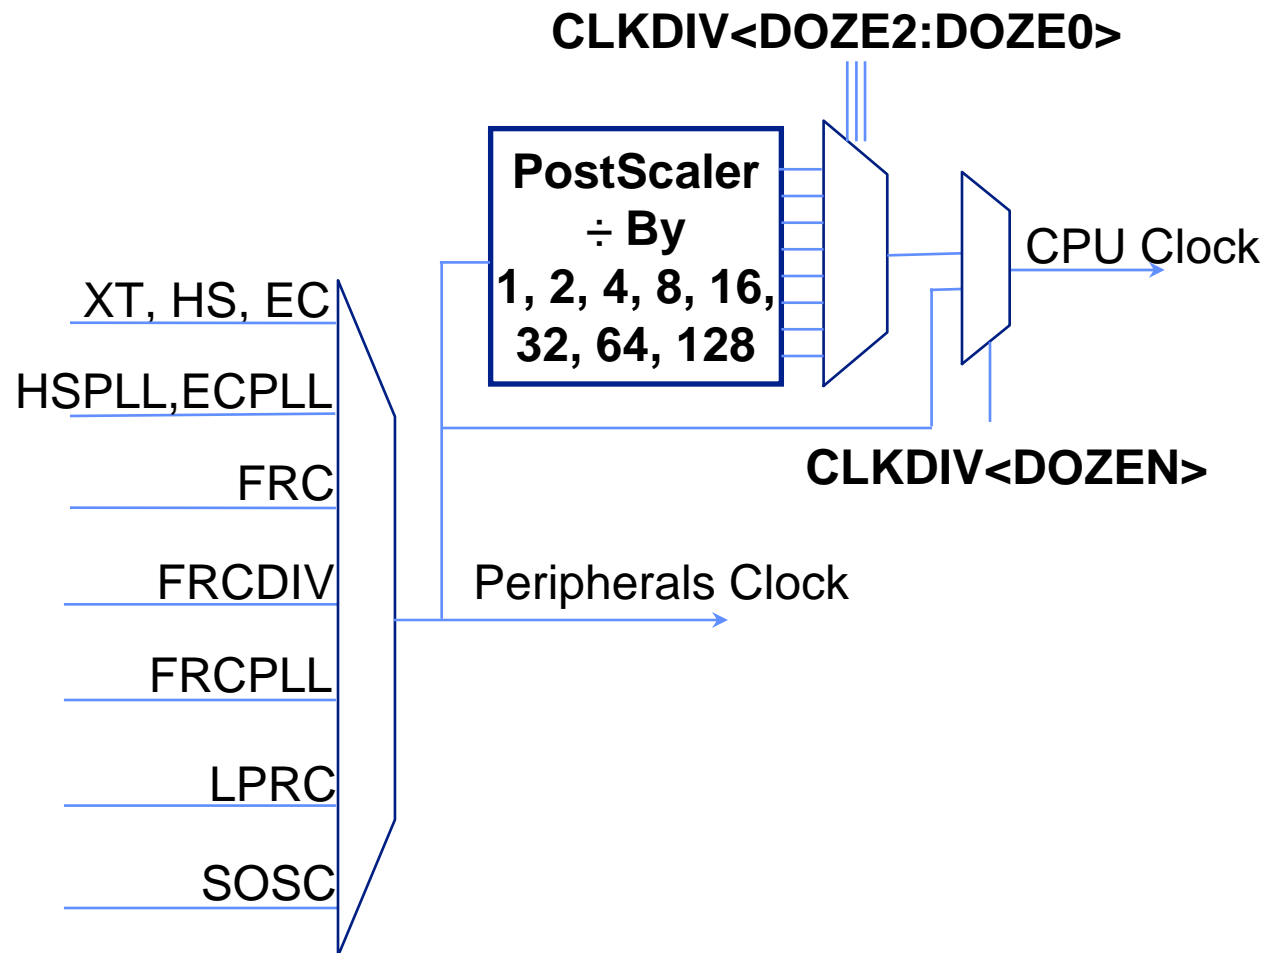 CLKDIV<DOZE2:DOZE0>
PostScaler
÷ By
1, 2, 4, 8, 16,
32, 64, 128
CPU Clock
XT, HS, EC
HSPLL,ECPLL
CLKDIV<DOZEN>
FRC
FRCDIV
Peripherals Clock
FRCPLL
LPRC
SOSC